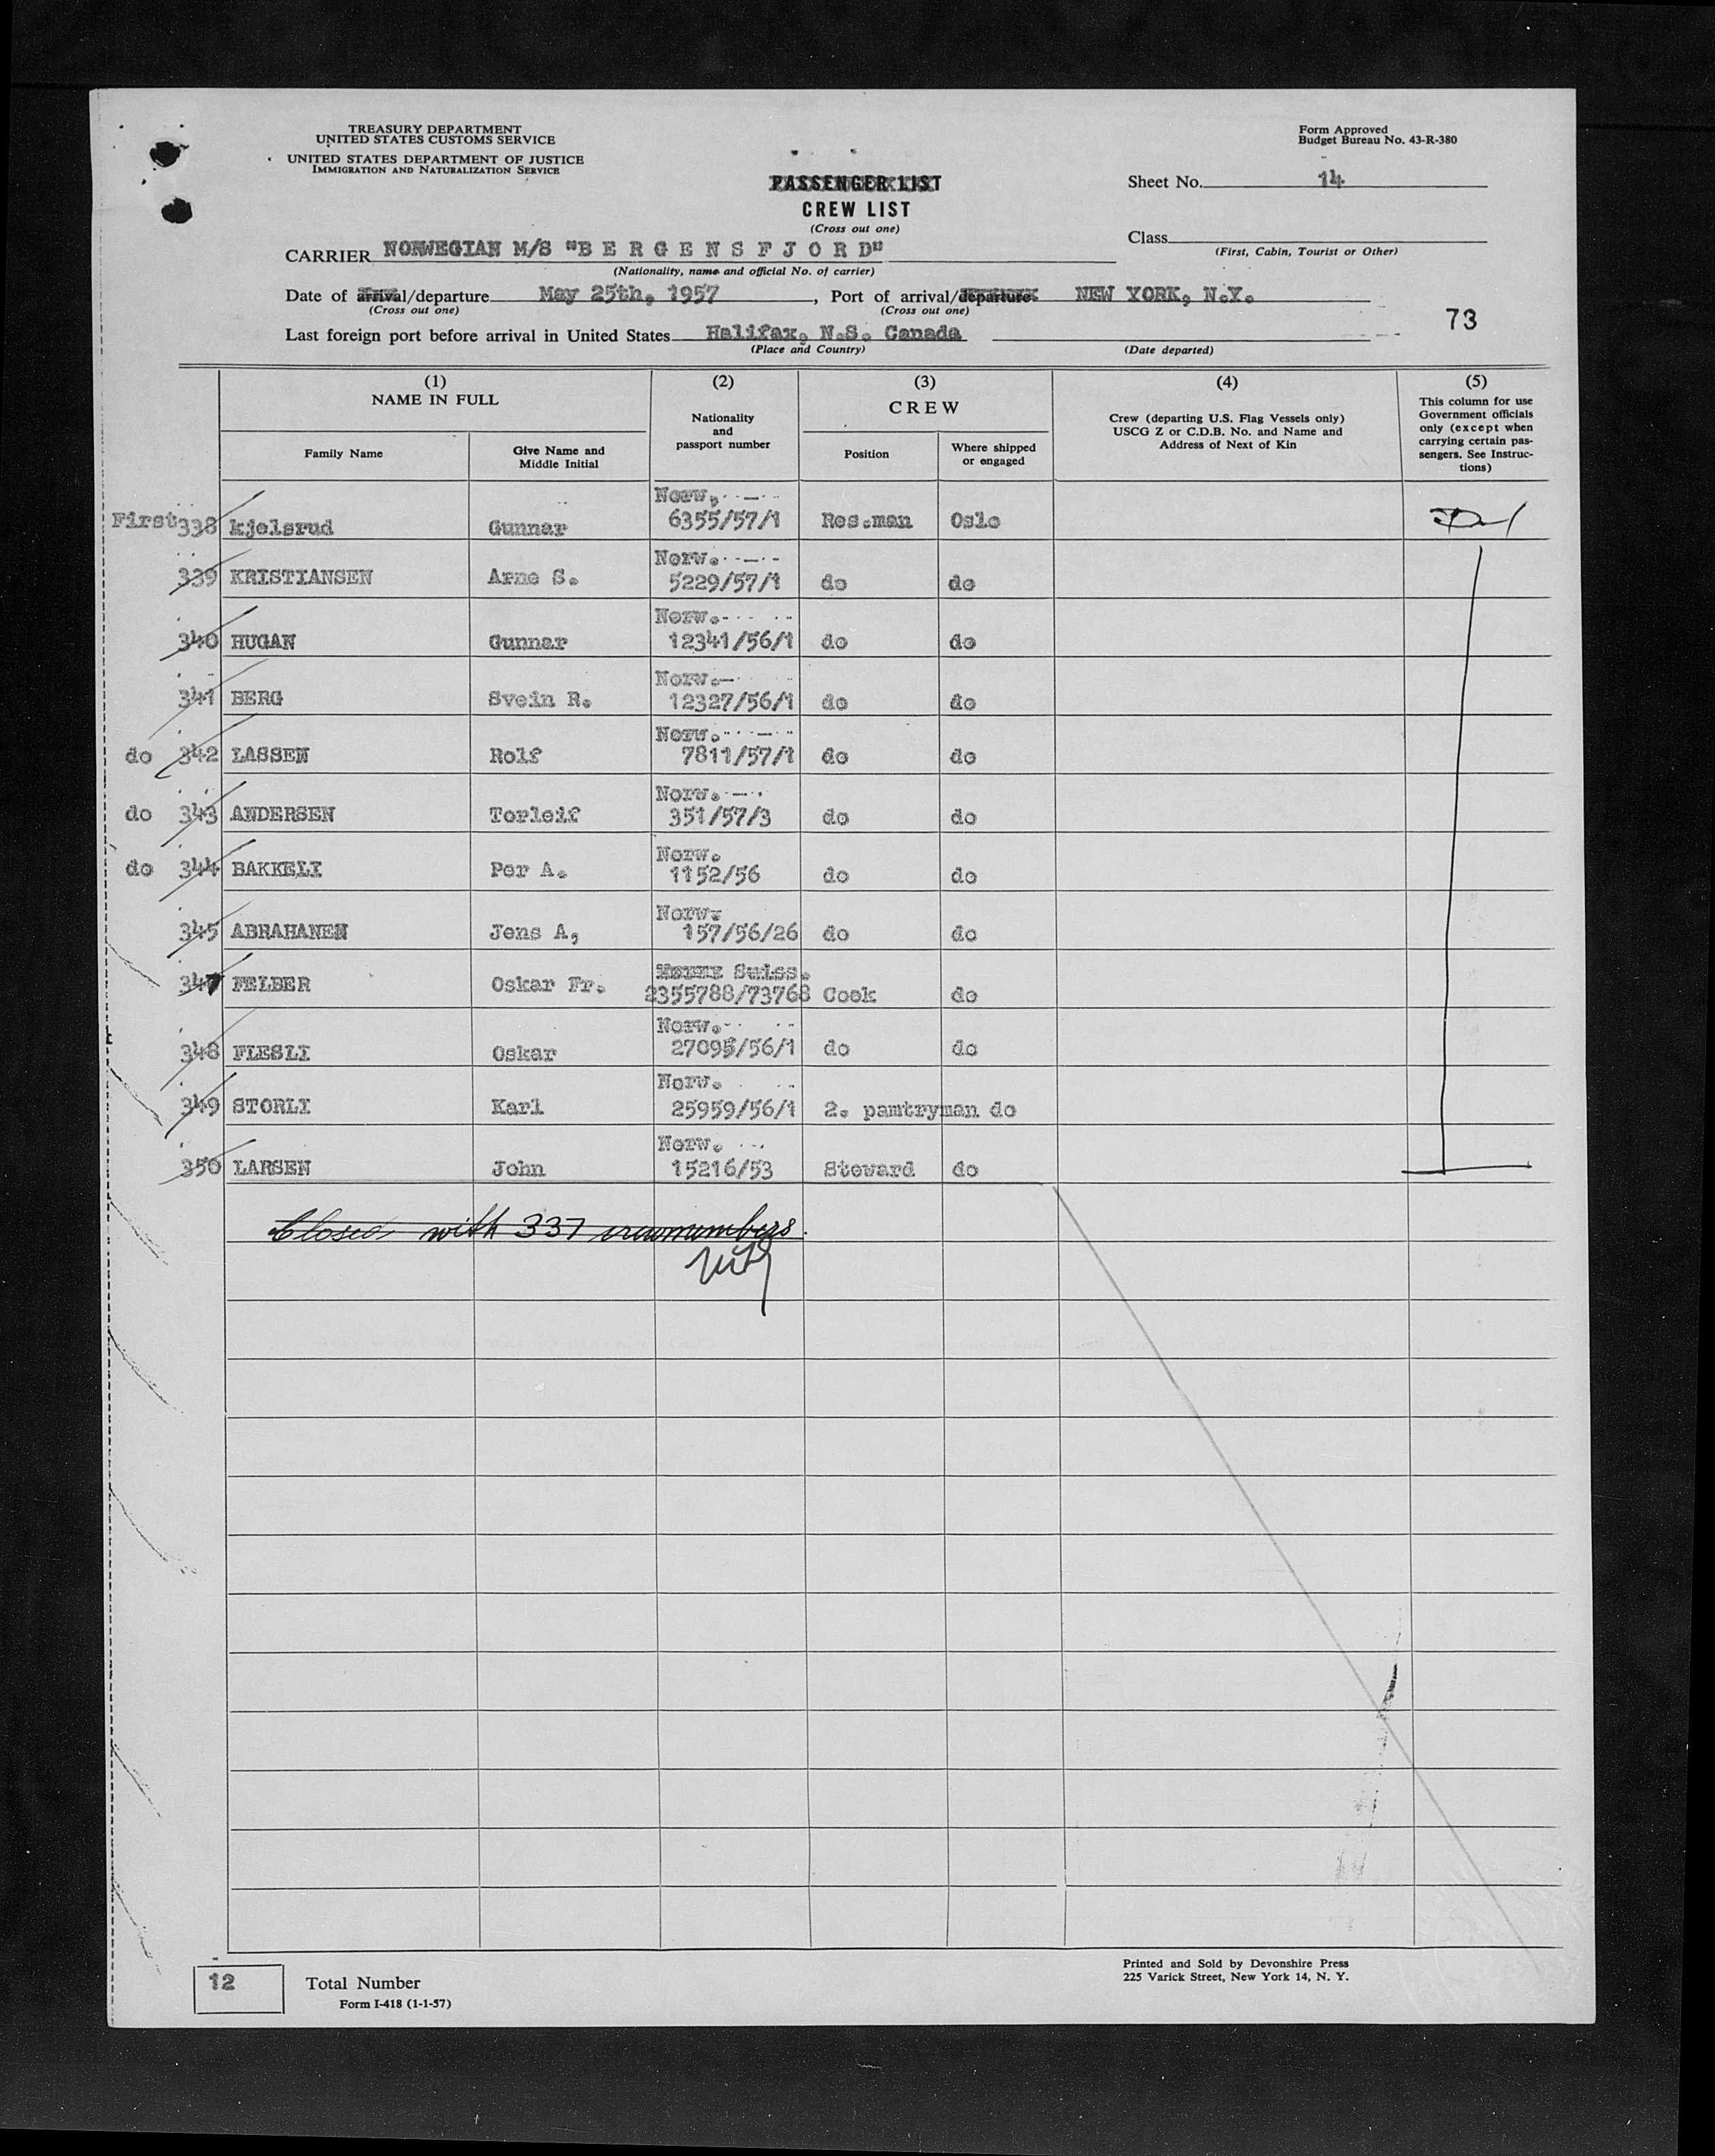 TREASURY DEPARTMENT
UNITED STATES CUSTOMS SERVICE
UNITED STATES DEPARTMENT OF JUSTICE
IMMIGRATION AND NATURALIZATION SERVICE
Form Approved
Budget Bureau No. 43-R-380
PASSENGER LIST
CREW LIST
(Cross out one)
Sheet No. 14
Class
(First, Cabin, Tourist or Other)
CARRIER NORWEGIAN M/S "B E R G E N S F J O R D"
(Nationality, name and official No. of carrier)
Date of arrival/departure May 25th, 1957 , Port of arrival/departure NEW YORK, N.Y.
(Cross out one) (Cross out one)
73
Last foreign port before arrival in United States Halifax, N.S. Canada
(Place and Country) (Date departed)
(1) NAME IN FULL
Family Name
Give Name and Middle Initial
(2)
Nationality and passport number
(3) CREW
Position
Where shipped or engaged
(4)
Crew (departing U.S. Flag Vessels only)
USCG Z or C.D.B. No. and Name and
Address of Next of Kin
(5)
This column for use
Government officials
only (except when
carrying certain pas-
sengers. See Instruc-
tions)
First 338 kjelsrud Gunnar Norw. 6355/57/1 Res.man Oslo
339 KRISTIANSEN Arne S. Norw. 5229/57/1 do do
340 HUGAN Gunnar Norw. 12341/56/1 do do
341 BERG Svein R. Norw. 12327/56/1 do do
do 342 LASSEN Rolf Norw. 7811/57/1 do do
do 343 ANDERSEN Torleif Norw. 351/57/3 do do
do 344 BAKKELI Per A. Norw. 1152/56 do do
345 ABRAHANEN Jens A, Norw. 157/56/26 do do
347 FELBER Oskar Fr. Suiss. 2355788/73768 Cook do
348 FLESLI Oskar Norw. 27095/56/1 do do
349 STORLI Karl Norw. 25959/56/1 2. pamtryman do
350 LARSEN John Norw. 15216/53 Steward do
Closed with 337 crewmembers.
12 Total Number
Form I-418 (1-1-57)
Printed and Sold by Devonshire Press
225 Varick Street, New York 14, N. Y.